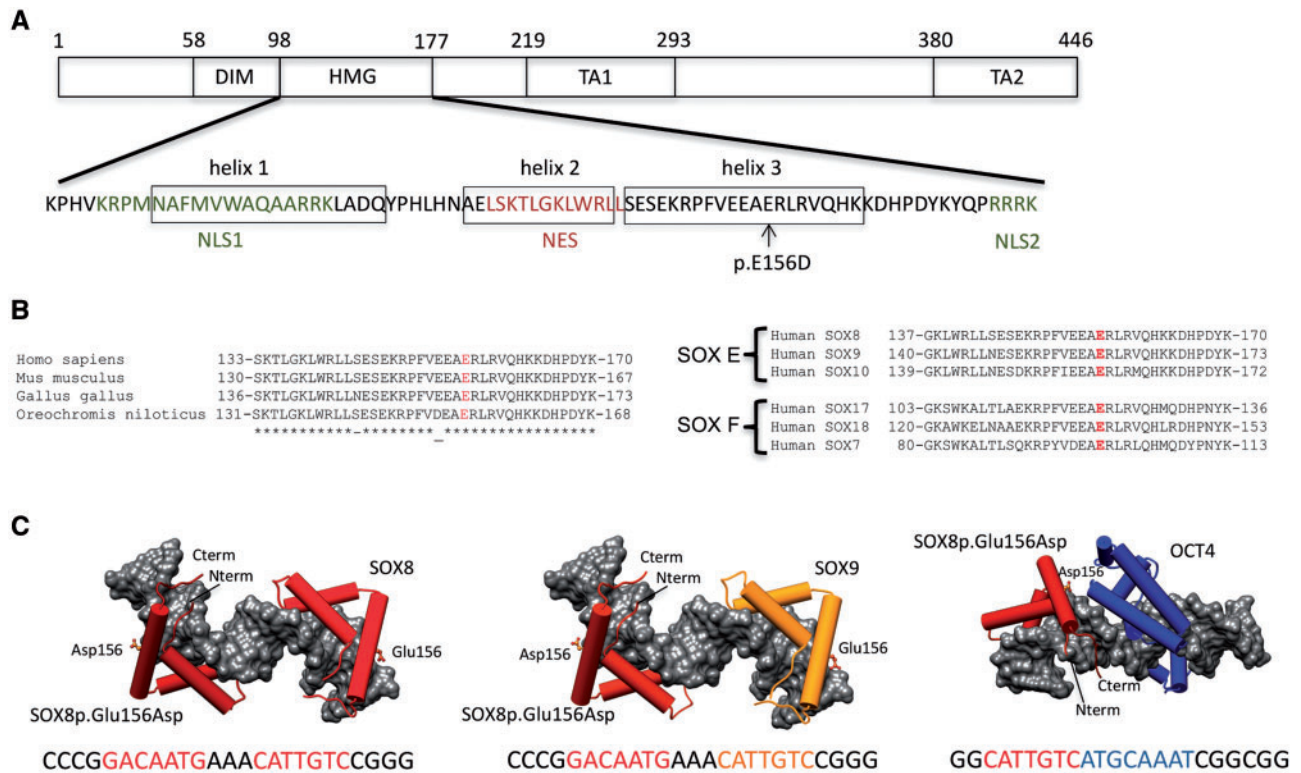 A
1 58 98 177 219 293 380 446
DIM HMG TA1 TA2
helix 1 helix 2 helix 3
KPHVKRPMNAFMVWAQAARRKLADQYPHLHNAELSKTLGKLWRLLSESEKRPFVEEAERLRVQHKKDHPDYKYQPRRRK
NLS1 NES NLS2
p.E156D
B
Homo sapiens 133-SKTLGKLWRLLSESEKRPFVEEAERLRVQHKKDHPDYK-170
Mus musculus 130-SKTLGKLWRLLSESEKRPFVEEAERLRVQHKKDHPDYK-167
Gallus gallus 136-SKTLGKLWRLLNESEKRPFVEEAERLRVQHKKDHPDYK-173
Oreochromis niloticus 131-SKTLGKLWRLLSESEKRPFVDEAERLRVQHKKDHPDYK-168
***********_********_*****************
SOX E
Human SOX8 137-GKLWRLLSESEKRPFVEEAERLRVQHKKDHPDYK-170
Human SOX9 140-GKLWRLLNESEKRPFVEEAERLRVQHKKDHPDYK-173
Human SOX10 139-GKLWRLLNESDKRPFIEEAERLRMQHKKDHPDYK-172
SOX F
Human SOX17 103-GKSWKALTLAEKRPFVEEAERLRVQHMQDHPNYK-136
Human SOX18 120-GKAWKELNAAEKRPFVEEAERLRVQHLRDHPNYK-153
Human SOX7 80-GKSWKALTLSQKRPYVDEAERLRLQHMQDYPNYK-113
C
Cterm
Nterm
SOX8
Asp156
Glu156
SOX8p.Glu156Asp
CCCGGACAATGAAACATTGTCCGGG
Cterm
Nterm
SOX9
Asp156
Glu156
SOX8p.Glu156Asp
CCCGGACAATGAAACATTGTCCGGG
SOX8p.Glu156Asp
OCT4
Asp156
Cterm
Nterm
GGCATTGTCATGCAAATCGGCGG